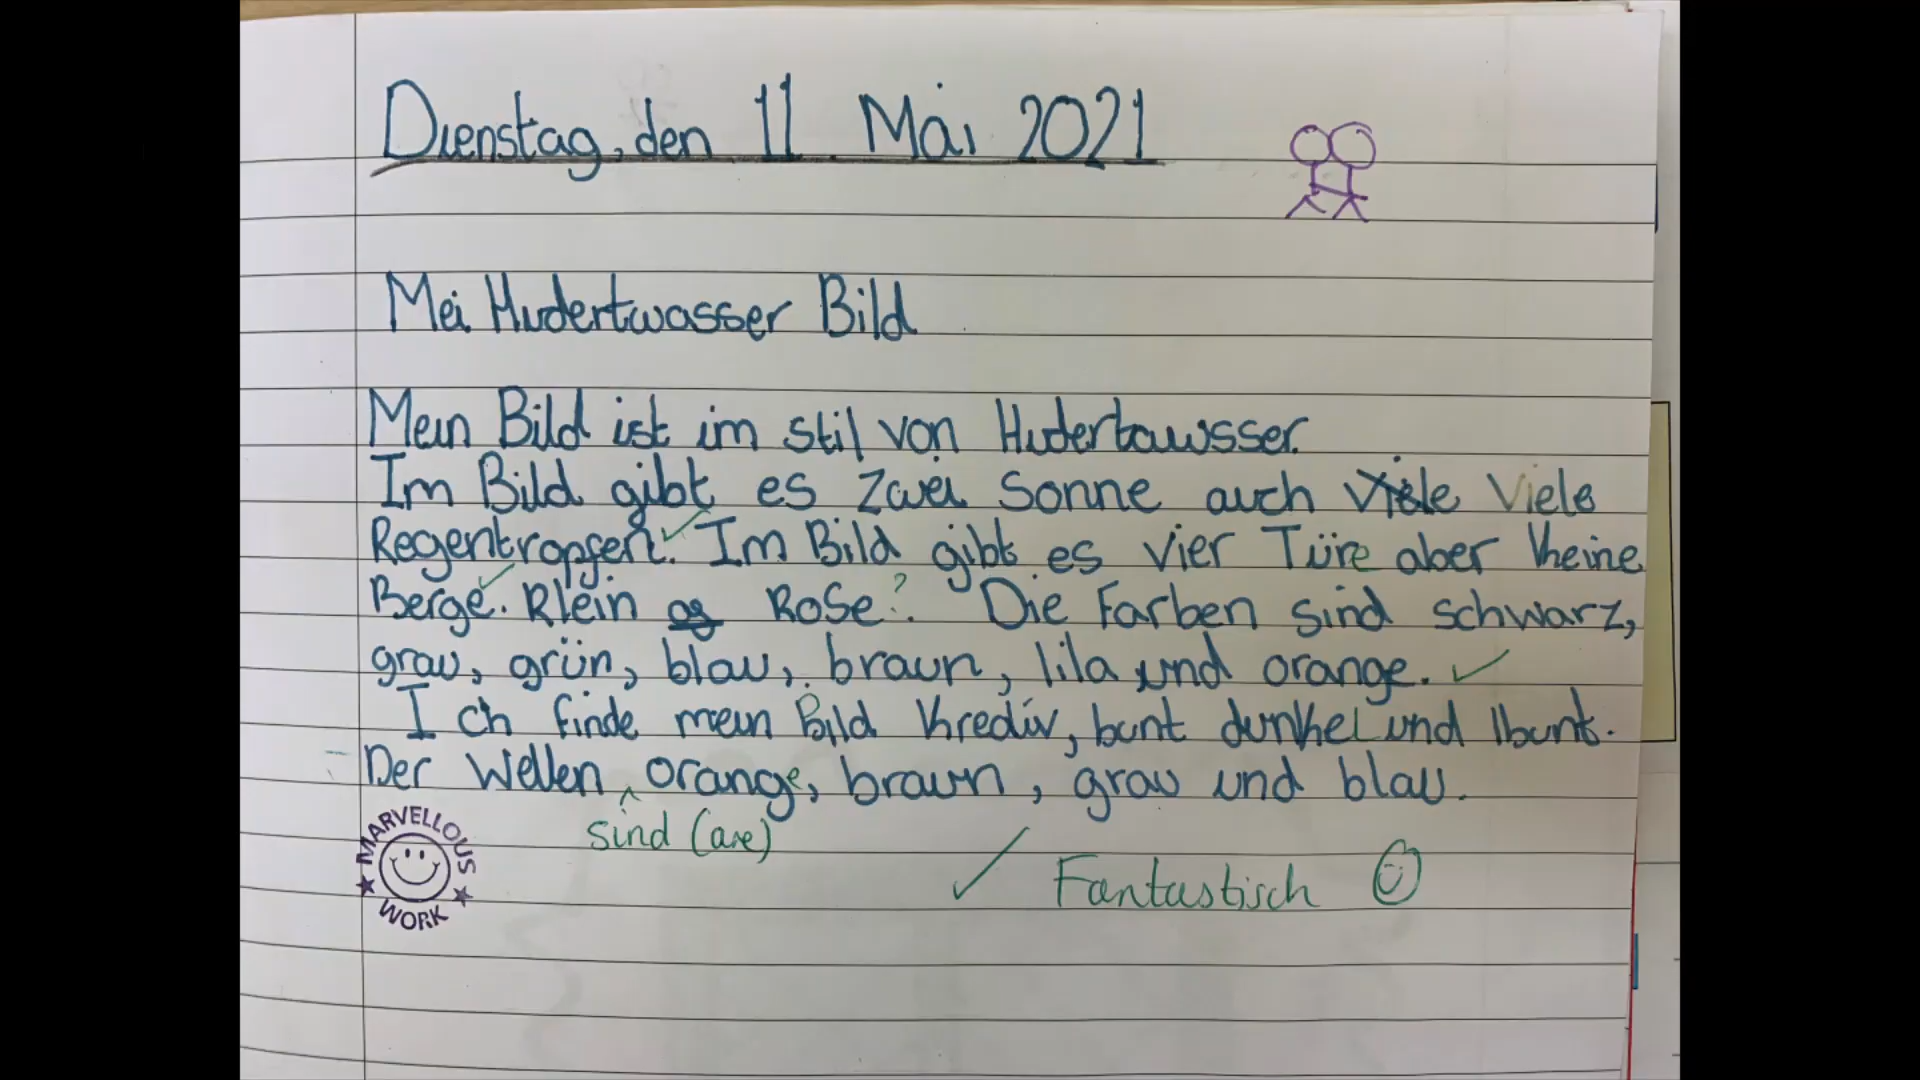 Dienstag, den 11. Mai 2021
Mei Hudertwasser Bild
Mein Bild ist im stil von Hudertawsser.
Im Bild gibt es zwei Sonne auch viele Viele
Regentropfen. Im Bild gibt es vier Türe aber kheine
Berge. Klein Rose? Die Farben sind schwarz,
grau, grün, blau, braun, lila und orange.
Ich finde mein Bild Krediv, bunt dunkel und
Der Wellen orange, braun, grau und blau.
sind (are)
Fantastisch
MARVELLOUS
WORK